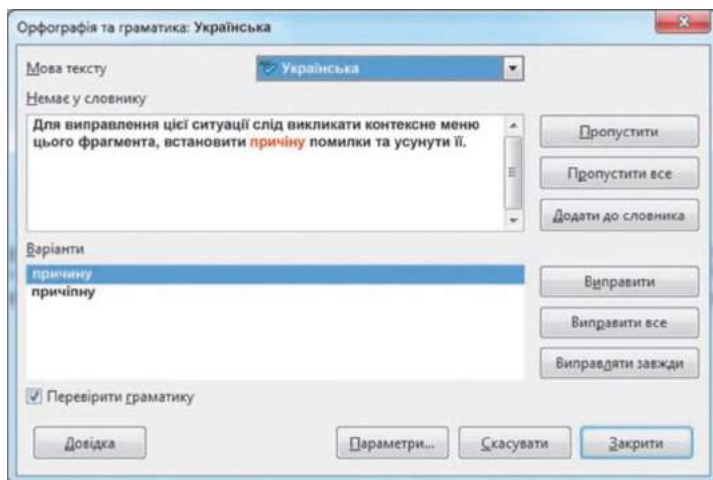 Орфографія та граматика: Українська
Мова тексту
Українська
Немає у словнику
Для виправлення цієї ситуації слід викликати контексне меню
цього фрагмента, встановити причіну помилки та усунути її.
Пропустити
Пропустити все
Додати до словника
Варіанти
причину
причіпну
Виправити
Виправити все
Виправляти завжди
Перевірити граматику
Довідка
Параметри...
Скасувати
Закрити